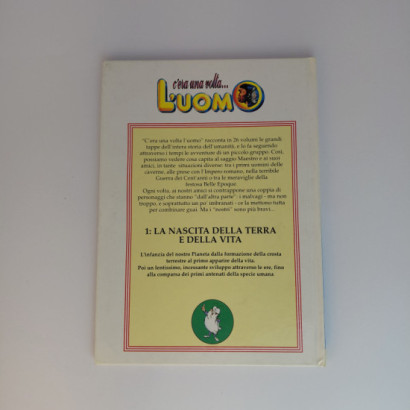 c'era una volta...
L'UOMO
"C'era una volta l'uomo" racconta in 26 volumi le grandi
tappe dell'intera storia dell'umanità, e lo fa seguendo
attraverso i tempi le avventure di un piccolo gruppo. Così,
possiamo vedere cosa capita al saggio Maestro e ai suoi
amici, in tante situazioni diverse: tra i primi uomini delle
caverne, alle prese con l'Impero romano, nella terribile
Guerra dei Cent'anni o tra le meraviglie della
festosa Belle Epoque.
Ogni volta, ai nostri amici si contrappone una coppia di
personaggi che stanno "dall'altra parte": i malvagi - ma non
troppo, e soprattutto un po' imbranati - ce la mettono tutta
per combinare guai. Ma i "nostri" sono più bravi...
1: LA NASCITA DELLA TERRA
E DELLA VITA
L'infanzia del nostro Pianeta dalla formazione della crosta
terrestre al primo apparire della vita.
Poi un lentissimo, incessante sviluppo attraverso le ere, fino
alla comparsa dei primi antenati della specie umana